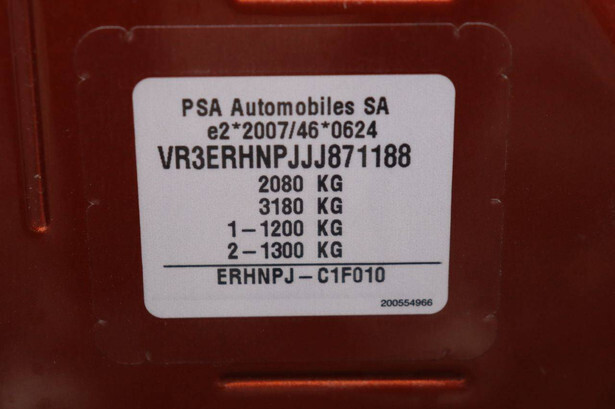 PSA Automobiles SA
e2*2007/46*0624
VR3ERHNPJJJ871188
2080 KG
3180 KG
1-1200 KG
2-1300 KG
ERHNPJ-C1F010
200554966